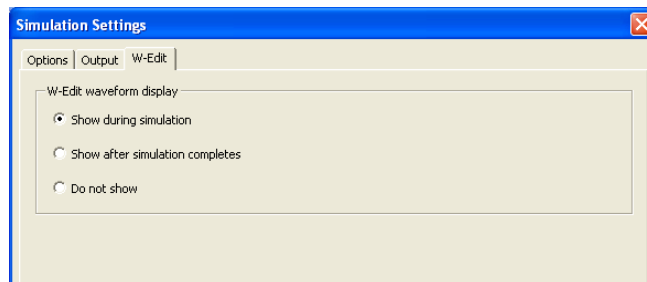 Simulation Settings
Options Output W-Edit
W-Edit waveform display
Show during simulation
Show after simulation completes
Do not show